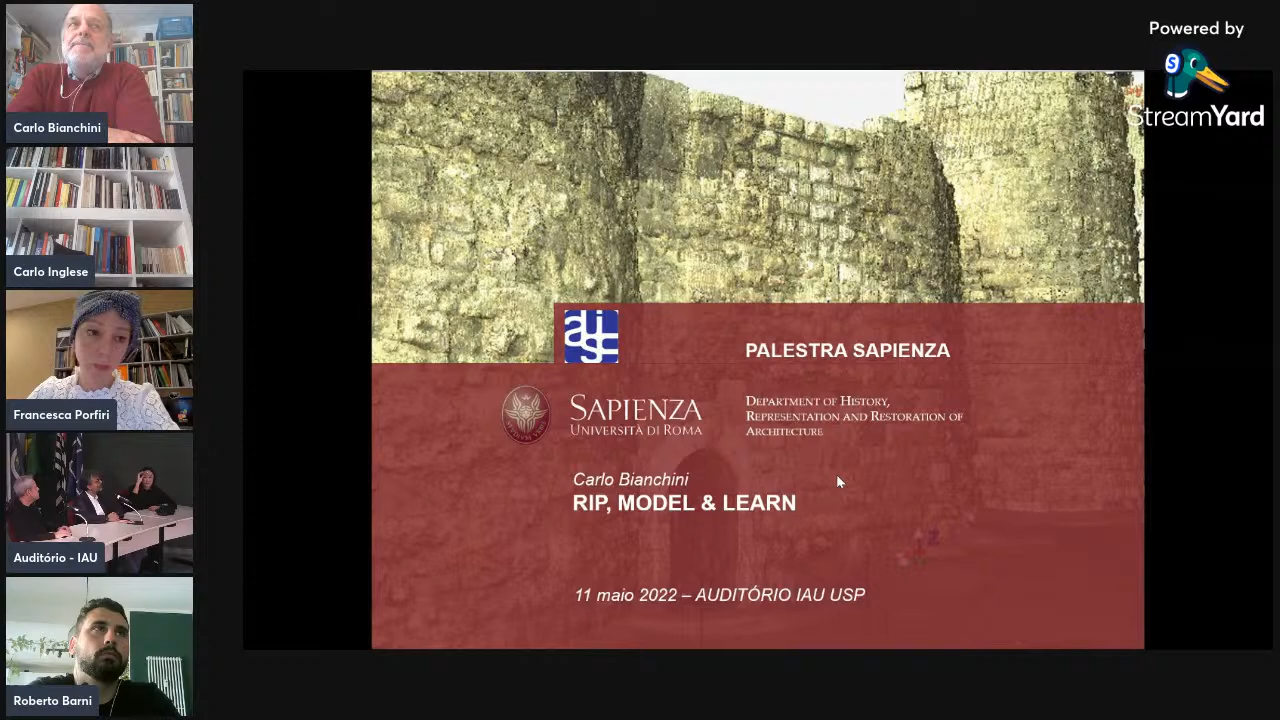 Powered by
StreamYard
Carlo Bianchini
Carlo Inglese
Francesca Porfiri
Auditório - IAU
Roberto Barni
PALESTRA SAPIENZA
SAPIENZA
UNIVERSITÀ DI ROMA
DEPARTMENT OF HISTORY,
REPRESENTATION AND RESTORATION OF
ARCHITECTURE
Carlo Bianchini
RIP, MODEL & LEARN
11 maio 2022 – AUDITÓRIO IAU USP